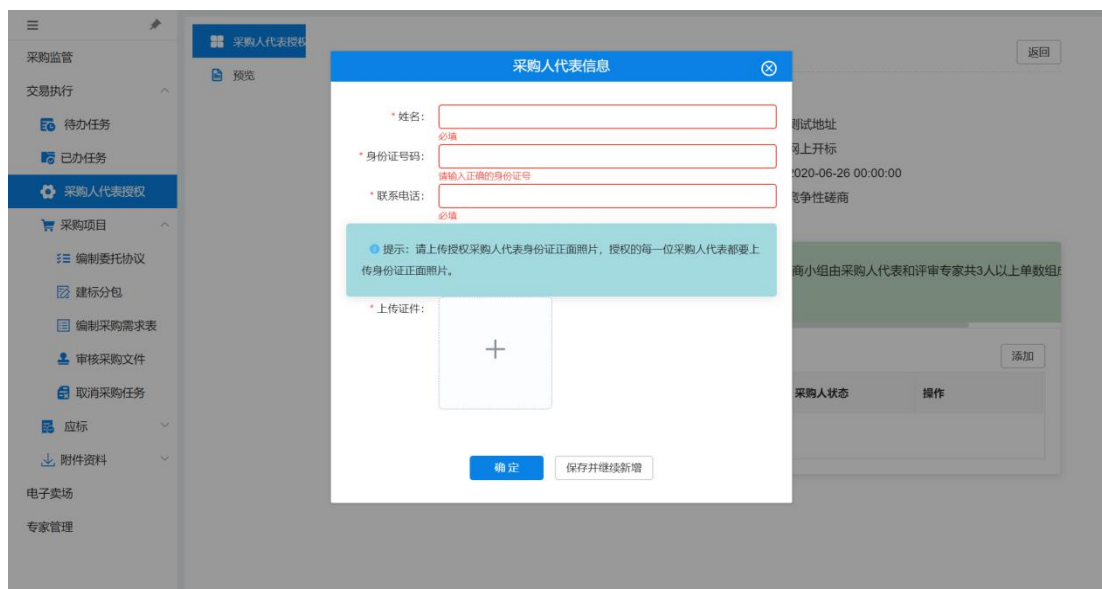 采购监管
交易执行
待办任务
已办任务
采购人代表授权
采购项目
编制委托协议
建标分包
编制采购需求表
审核采购文件
取消采购任务
应标
附件资料
电子卖场
专家管理
采购人代表授权
预览
返回
测试地址
网上开标
2020-06-26 00:00:00
竞争性磋商
商小组由采购人代表和评审专家共3人以上单数组成
添加
采购人状态 操作
采购人代表信息
*姓名：
必填
*身份证号码：
请输入正确的身份证号
*联系电话：
必填
提示：请上传授权采购人代表身份证正面照片，授权的每一位采购人代表都要上
传身份证正面照片。
*上传证件：
确定 保存并继续新增